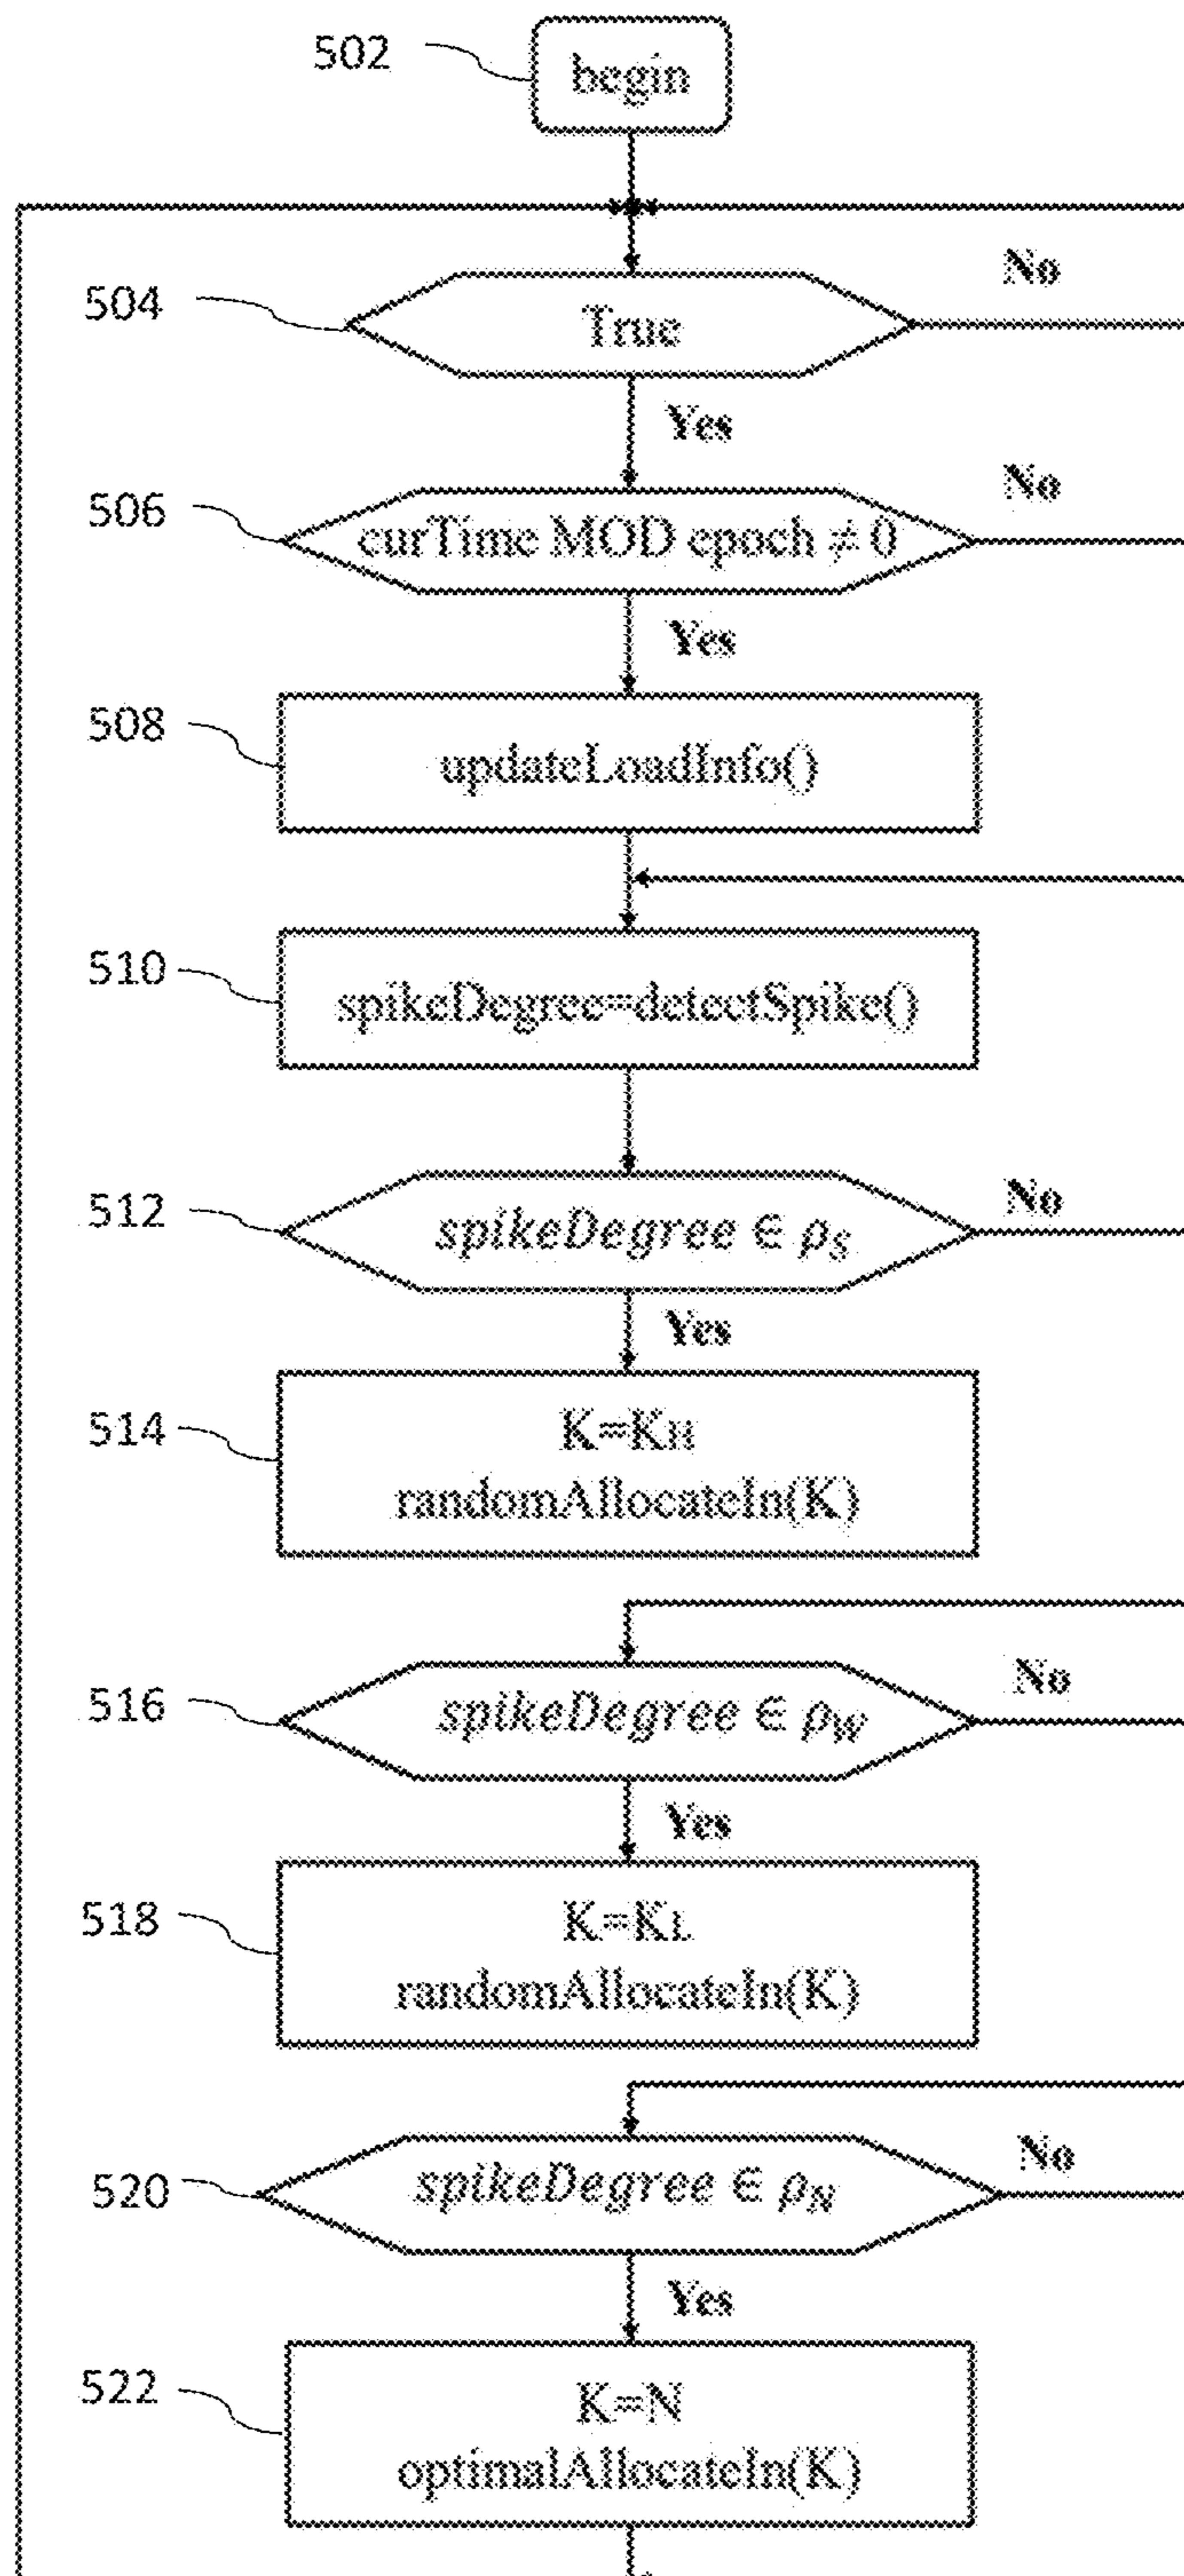 502
begin
504
True
No
Yes
506
curTime MOD epoch ≠ 0
No
Yes
508
updateLoadInfo()
510
spikeDegree=detectSpike()
512
spikeDegree ∈ ρS
No
Yes
514
K=KH
randomAllocateIn(K)
516
spikeDegree ∈ ρW
No
Yes
518
K=KL
randomAllocateIn(K)
520
spikeDegree ∈ ρN
No
Yes
522
K=N
optimalAllocateIn(K)